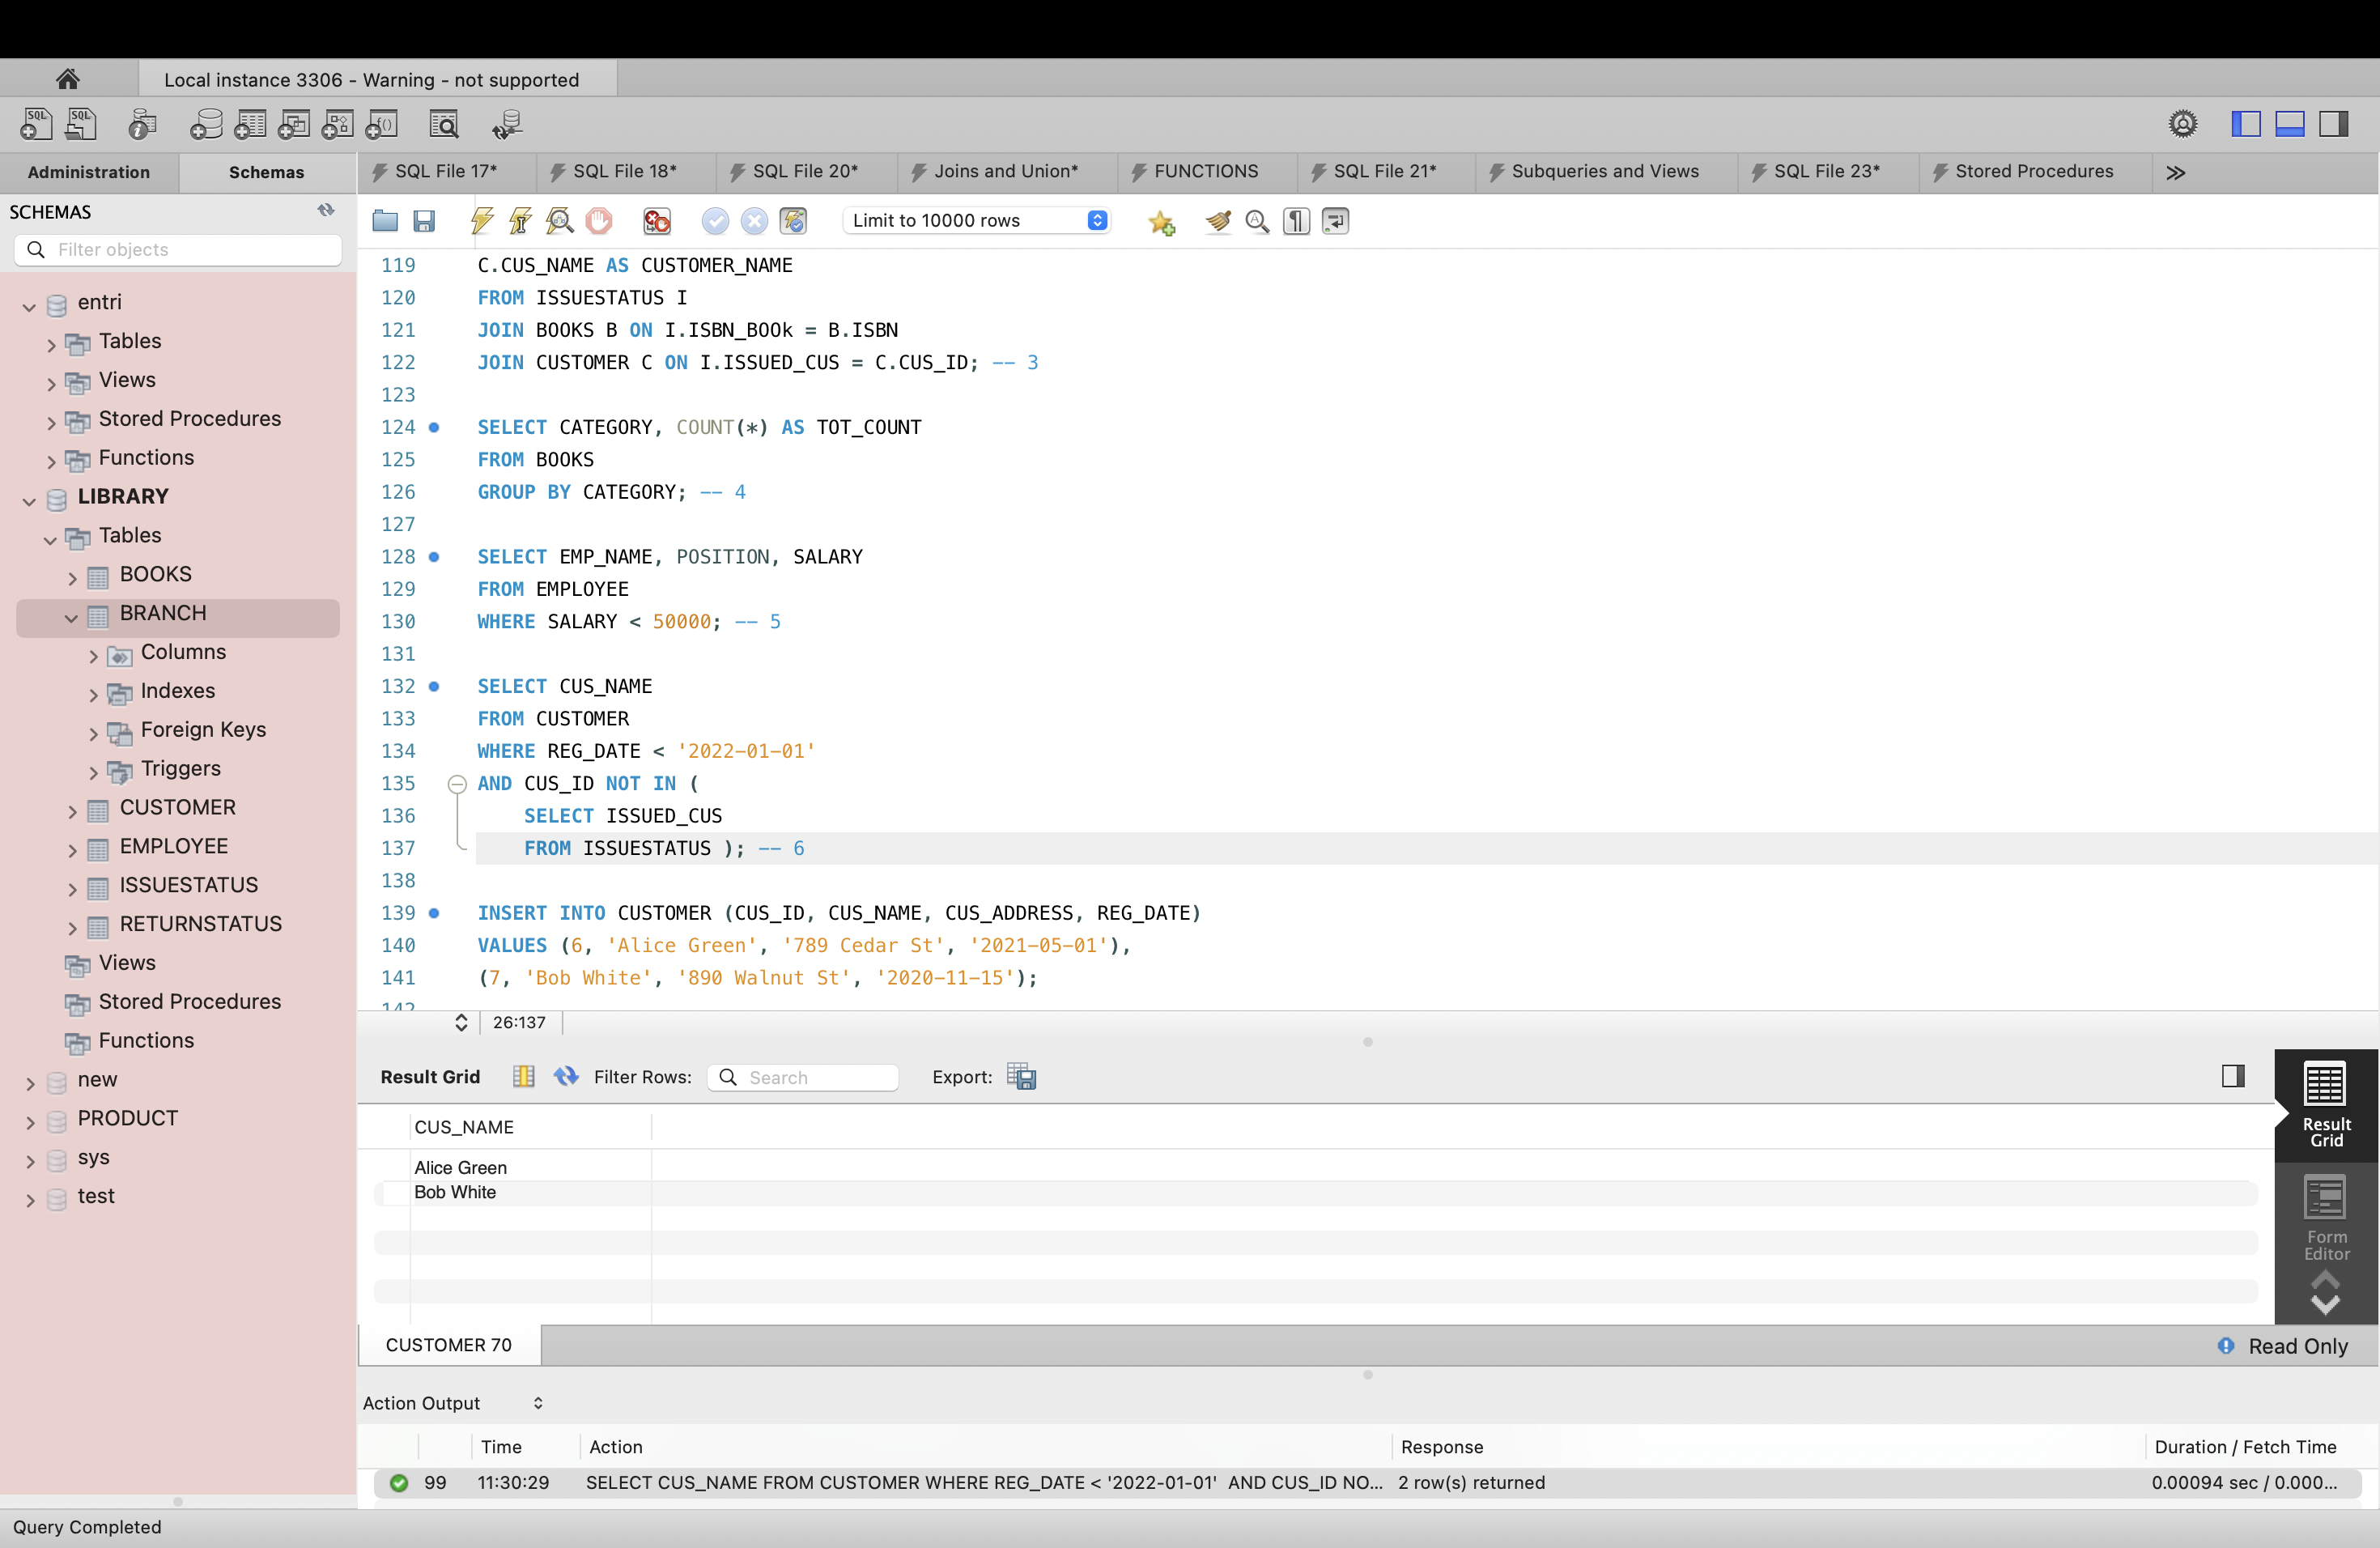 Local instance 3306 - Warning - not supported
SQL
SQL
Administration
Schemas
SQL File 17*
SQL File 18*
SQL File 20*
Joins and Union*
FUNCTIONS
SQL File 21*
Subqueries and Views
SQL File 23*
Stored Procedures
SCHEMAS
Filter objects
entri
Tables
Views
Stored Procedures
Functions
LIBRARY
Tables
BOOKS
BRANCH
Columns
Indexes
Foreign Keys
Triggers
CUSTOMER
EMPLOYEE
ISSUESTATUS
RETURNSTATUS
Views
Stored Procedures
Functions
new
PRODUCT
sys
test
Limit to 10000 rows
119 C.CUS_NAME AS CUSTOMER_NAME
120 FROM ISSUESTATUS I
121 JOIN BOOKS B ON I.ISBN_BOOk = B.ISBN
122 JOIN CUSTOMER C ON I.ISSUED_CUS = C.CUS_ID; -- 3
123
124 SELECT CATEGORY, COUNT(*) AS TOT_COUNT
125 FROM BOOKS
126 GROUP BY CATEGORY; -- 4
127
128 SELECT EMP_NAME, POSITION, SALARY
129 FROM EMPLOYEE
130 WHERE SALARY < 50000; -- 5
131
132 SELECT CUS_NAME
133 FROM CUSTOMER
134 WHERE REG_DATE < '2022-01-01'
135 AND CUS_ID NOT IN (
136 SELECT ISSUED_CUS
137 FROM ISSUESTATUS ); -- 6
138
139 INSERT INTO CUSTOMER (CUS_ID, CUS_NAME, CUS_ADDRESS, REG_DATE)
140 VALUES (6, 'Alice Green', '789 Cedar St', '2021-05-01'),
141 (7, 'Bob White', '890 Walnut St', '2020-11-15');
142
26:137
Result Grid
Filter Rows:
Search
Export:
CUS_NAME
Alice Green
Bob White
Result Grid
Form Editor
CUSTOMER 70
Read Only
Action Output
Time Action Response Duration / Fetch Time
99 11:30:29 SELECT CUS_NAME FROM CUSTOMER WHERE REG_DATE < '2022-01-01' AND CUS_ID NO... 2 row(s) returned 0.00094 sec / 0.000...
Query Completed